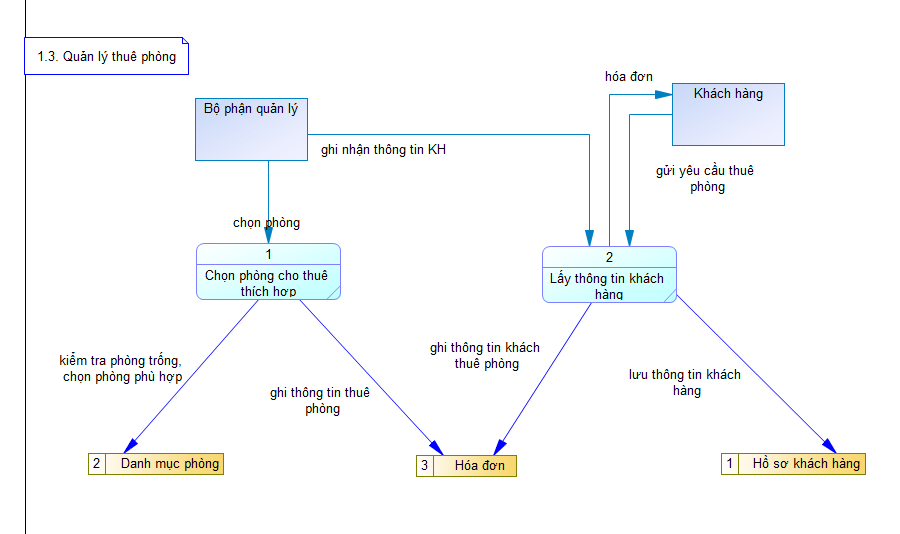 1.3. Quản lý thuê phòng
hóa đơn
Bộ phận quản lý
Khách hàng
ghi nhận thông tin KH
gửi yêu cầu thuê
phòng
chọn phòng
1
Chọn phòng cho thuê
thích hợp
2
Lấy thông tin khách
hàng
kiểm tra phòng trống,
chọn phòng phù hợp
ghi thông tin thuê
phòng
ghi thông tin khách
thuê phòng
lưu thông tin khách
hàng
2 Danh mục phòng
3 Hóa đơn
1 Hồ sơ khách hàng